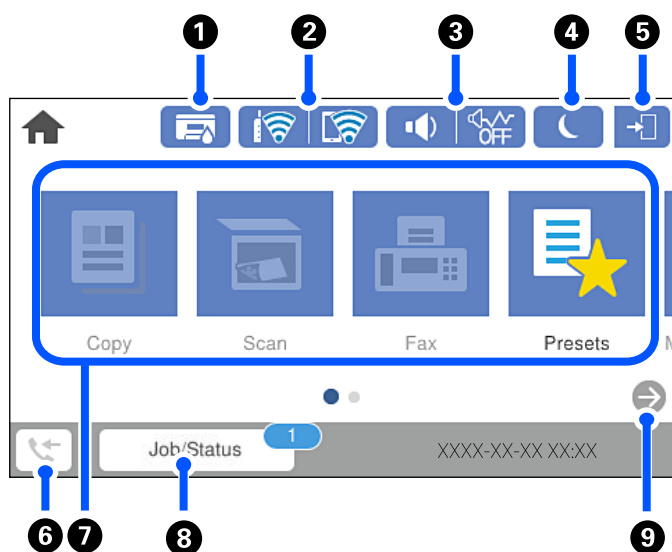 1 2 3 4 5
OFF
Copy Scan Fax Presets M
Job/Status 1 XXXX-XX-XX XX:XX
6 7 8 9